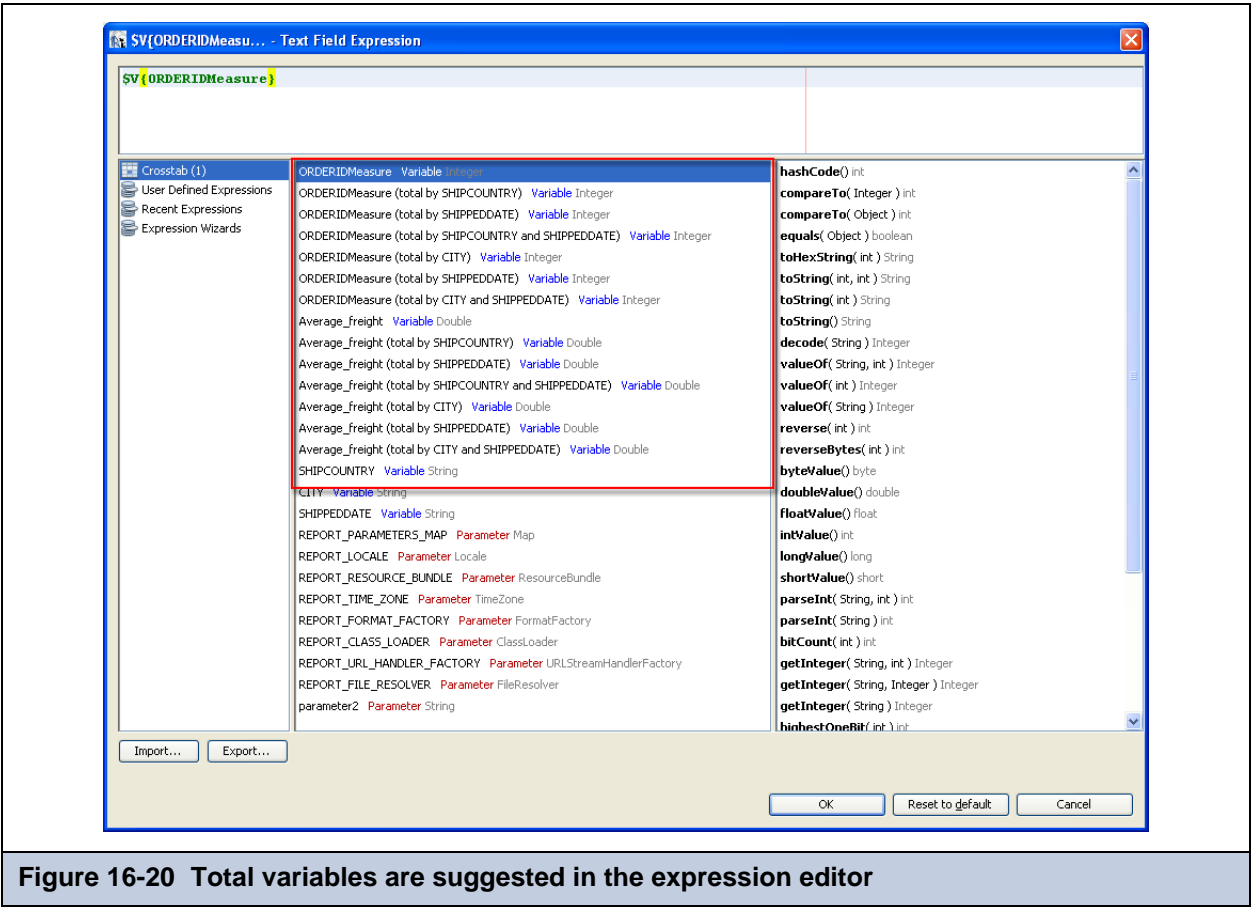 $V{ORDERIDMeasu... - Text Field Expression
$V{ORDERIDMeasure}
Crosstab (1)
User Defined Expressions
Recent Expressions
Expression Wizards
ORDERIDMeasure Variable Integer
ORDERIDMeasure (total by SHIPCOUNTRY) Variable Integer
ORDERIDMeasure (total by SHIPPEDDATE) Variable Integer
ORDERIDMeasure (total by SHIPCOUNTRY and SHIPPEDDATE) Variable Integer
ORDERIDMeasure (total by CITY) Variable Integer
ORDERIDMeasure (total by SHIPPEDDATE) Variable Integer
ORDERIDMeasure (total by CITY and SHIPPEDDATE) Variable Integer
Average_freight Variable Double
Average_freight (total by SHIPCOUNTRY) Variable Double
Average_freight (total by SHIPPEDDATE) Variable Double
Average_freight (total by SHIPCOUNTRY and SHIPPEDDATE) Variable Double
Average_freight (total by CITY) Variable Double
Average_freight (total by SHIPPEDDATE) Variable Double
Average_freight (total by CITY and SHIPPEDDATE) Variable Double
SHIPCOUNTRY Variable String
CITY Variable String
SHIPPEDDATE Variable String
REPORT_PARAMETERS_MAP Parameter Map
REPORT_LOCALE Parameter Locale
REPORT_RESOURCE_BUNDLE Parameter ResourceBundle
REPORT_TIME_ZONE Parameter TimeZone
REPORT_FORMAT_FACTORY Parameter FormatFactory
REPORT_CLASS_LOADER Parameter ClassLoader
REPORT_URL_HANDLER_FACTORY Parameter URLStreamHandlerFactory
REPORT_FILE_RESOLVER Parameter FileResolver
parameter2 Parameter String
hashCode() int
compareTo( Integer ) int
compareTo( Object ) int
equals( Object ) boolean
toHexString( int ) String
toString( int, int ) String
toString( int ) String
toString() String
decode( String ) Integer
valueOf( String, int ) Integer
valueOf( int ) Integer
valueOf( String ) Integer
reverse( int ) int
reverseBytes( int ) int
byteValue() byte
doubleValue() double
floatValue() float
intValue() int
longValue() long
shortValue() short
parseInt( String, int ) int
parseInt( String ) int
bitCount( int ) int
getInteger( String, int ) Integer
getInteger( String, Integer ) Integer
getInteger( String ) Integer
highestOneBit( int ) int
Import... Export...
OK Reset to default Cancel
Figure 16-20 Total variables are suggested in the expression editor